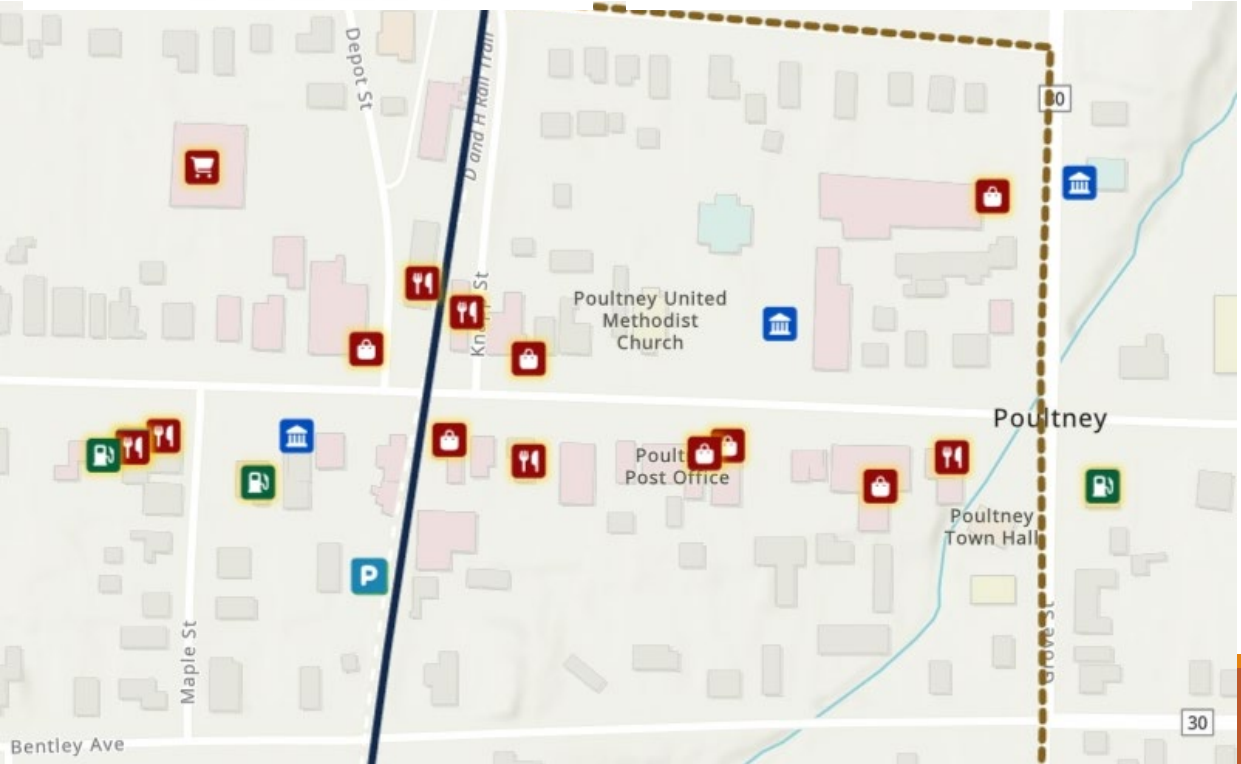 Depot St
D and H Rail Trail
30
Knapp St
Poultney United
Methodist
Church
Poultney
Poult
Post Office
Poultney
Town Hall
P
Maple St
Grove St
30
Bentley Ave